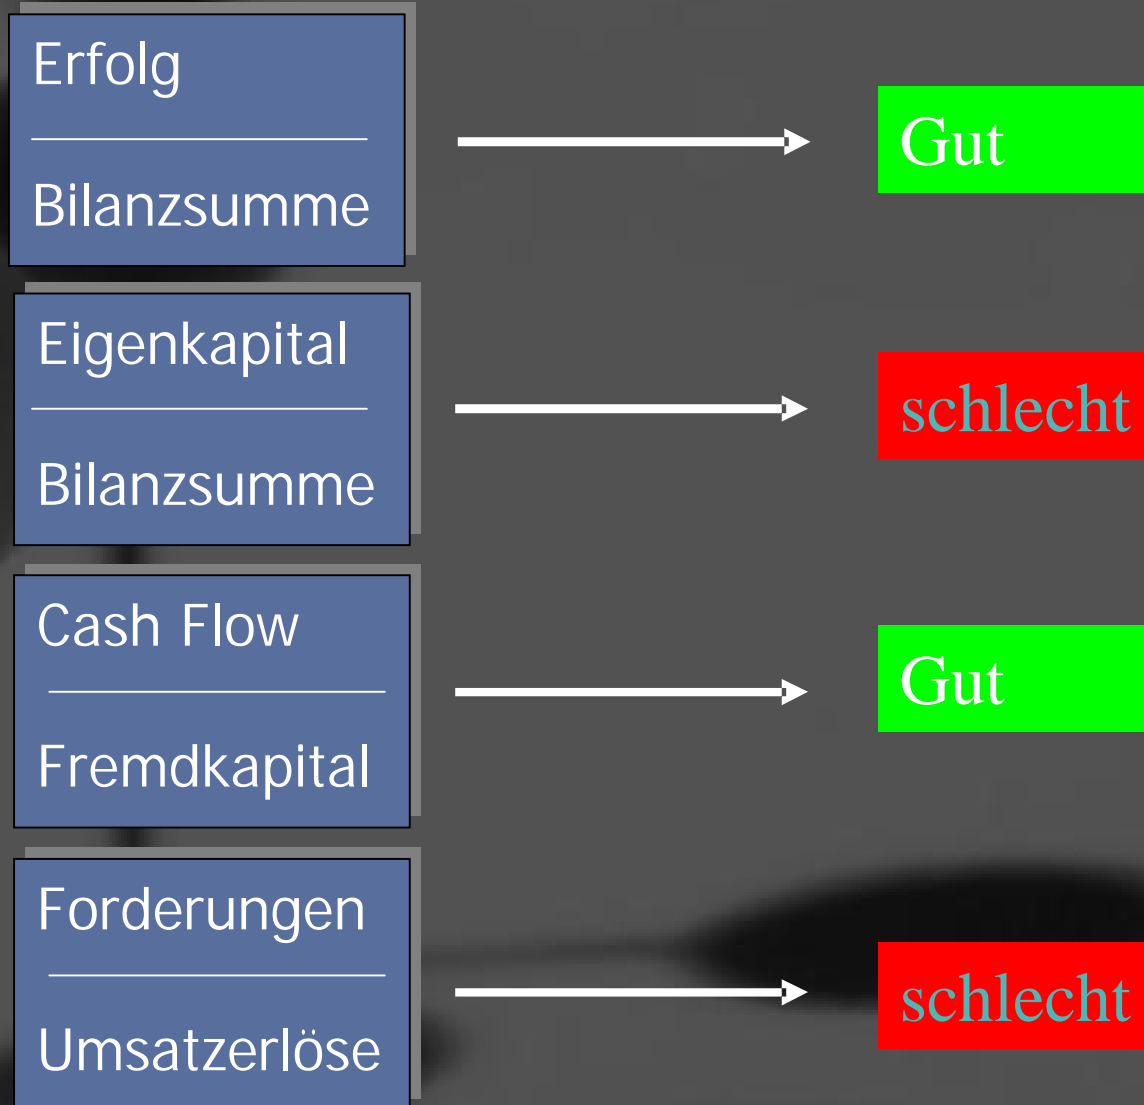 Erfolg
Bilanzsumme
Gut
Eigenkapital
Bilanzsumme
schlecht
Cash Flow
Fremdkapital
Gut
Forderungen
Umsatzerlöse
schlecht